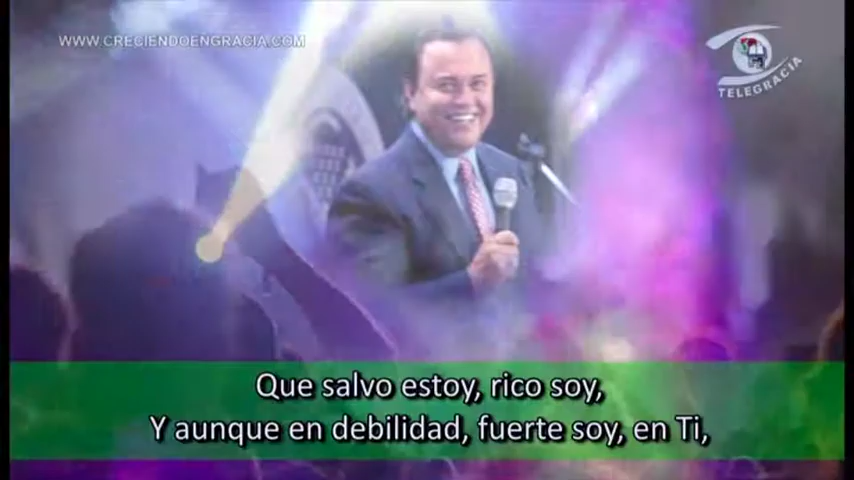 WWW.CRECIENDOENGRACIA.COM
TELEGRACIA
Que salvo estoy, rico soy,
Y aunque en debilidad, fuerte soy, en Ti,